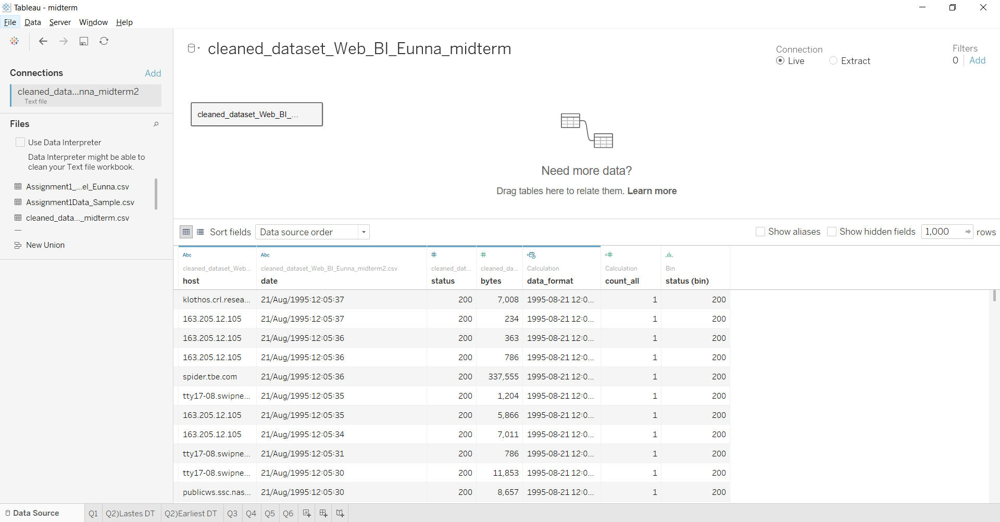 Tableau - midterm
File Data Server Window Help
cleaned_dataset_Web_BI_Eunna_midterm
Connection
Live Extract
Filters
0 Add
Connections Add
cleaned_data...nna_midterm2
Text file
Files
Use Data Interpreter
Data Interpreter might be able to
clean your Text file workbook.
Assignment1_...el_Eunna.csv
Assignment1Data_Sample.csv
cleaned_data..._midterm.csv
New Union
cleaned_dataset_Web_BI_...
Need more data?
Drag tables here to relate them. Learn more
Sort fields Data source order Show aliases Show hidden fields 1,000 rows
Abc Abc # # =# 
cleaned_dataset_Web... cleaned_dataset_Web_BI_Eunna_midterm2.csv cleaned_dat... cleaned_da... Calculation Calculation Bin
host date status bytes data_format count_all status (bin)
klothos.crl.resea... 21/Aug/1995:12:05:37 200 7,008 1995-08-21 12:0... 1 200
163.205.12.105 21/Aug/1995:12:05:37 200 234 1995-08-21 12:0... 1 200
163.205.12.105 21/Aug/1995:12:05:36 200 363 1995-08-21 12:0... 1 200
163.205.12.105 21/Aug/1995:12:05:36 200 786 1995-08-21 12:0... 1 200
spider.tbe.com 21/Aug/1995:12:05:36 200 337,555 1995-08-21 12:0... 1 200
tty17-08.swipne... 21/Aug/1995:12:05:35 200 1,204 1995-08-21 12:0... 1 200
163.205.12.105 21/Aug/1995:12:05:35 200 5,866 1995-08-21 12:0... 1 200
163.205.12.105 21/Aug/1995:12:05:34 200 7,011 1995-08-21 12:0... 1 200
tty17-08.swipne... 21/Aug/1995:12:05:31 200 786 1995-08-21 12:0... 1 200
tty17-08.swipne... 21/Aug/1995:12:05:30 200 11,853 1995-08-21 12:0... 1 200
publicws.ssc.nas... 21/Aug/1995:12:05:30 200 8,657 1995-08-21 12:0... 1 200
Data Source Q1 Q2)Lastes DT Q2)Earliest DT Q3 Q4 Q5 Q6